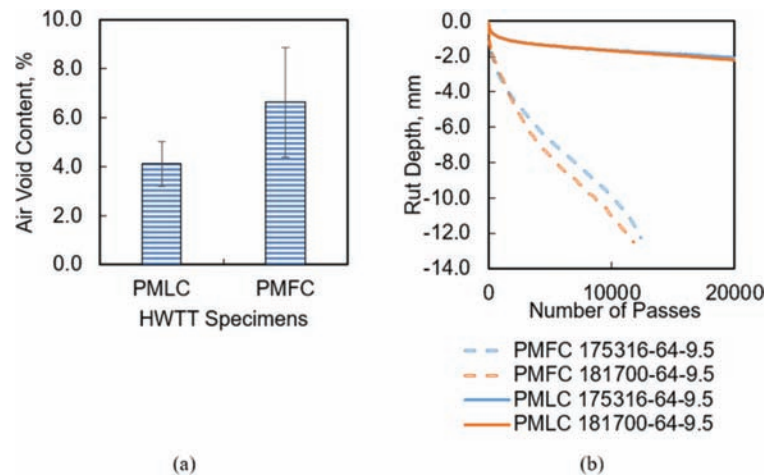 10.0
8.0
6.0
4.0
2.0
0.0
Air Void Content, %
PMLC PMFC
HWTT Specimens
(a)
0.0
-2.0
-4.0
-6.0
-8.0
-10.0
-12.0
-14.0
Rut Depth, mm
0 10000 20000
Number of Passes
PMFC 175316-64-9.5
PMFC 181700-64-9.5
PMLC 175316-64-9.5
PMLC 181700-64-9.5
(b)